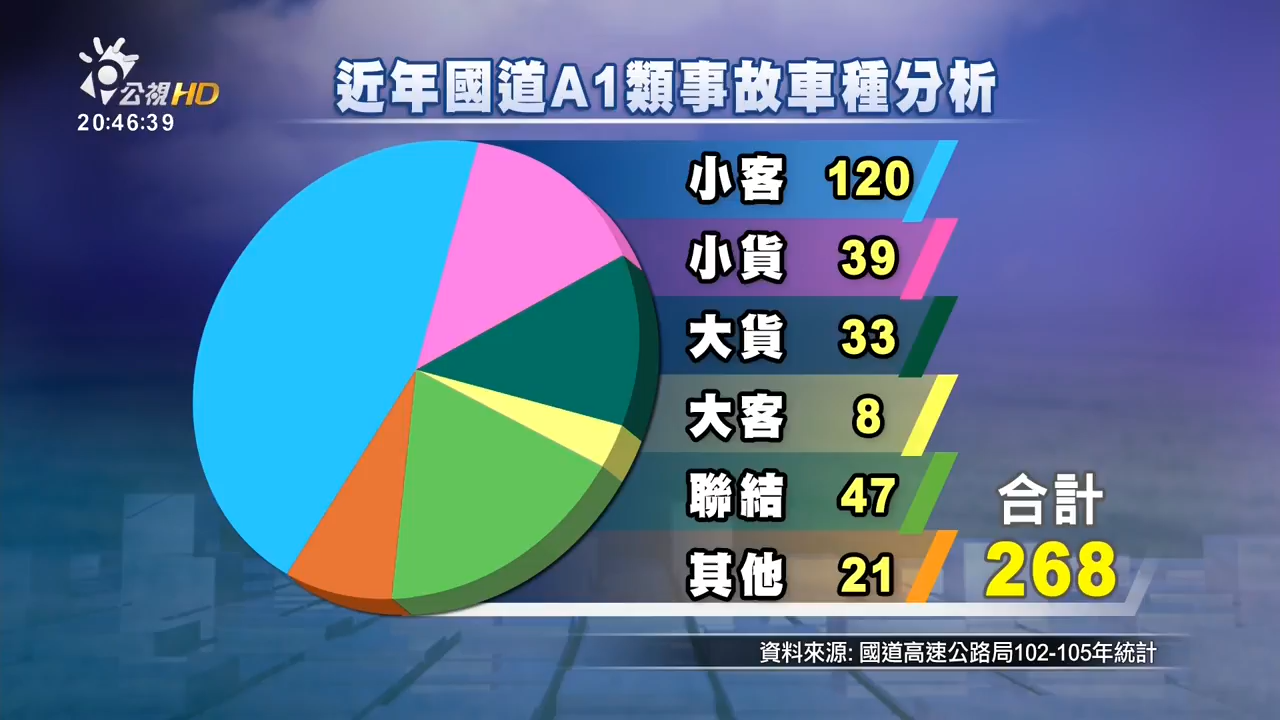 公視HD
20:46:39
近年國道A1類事故車種分析
小客 120
小貨 39
大貨 33
大客 8
聯結 47
其他 21
合計
268
資料來源: 國道高速公路局102-105年統計